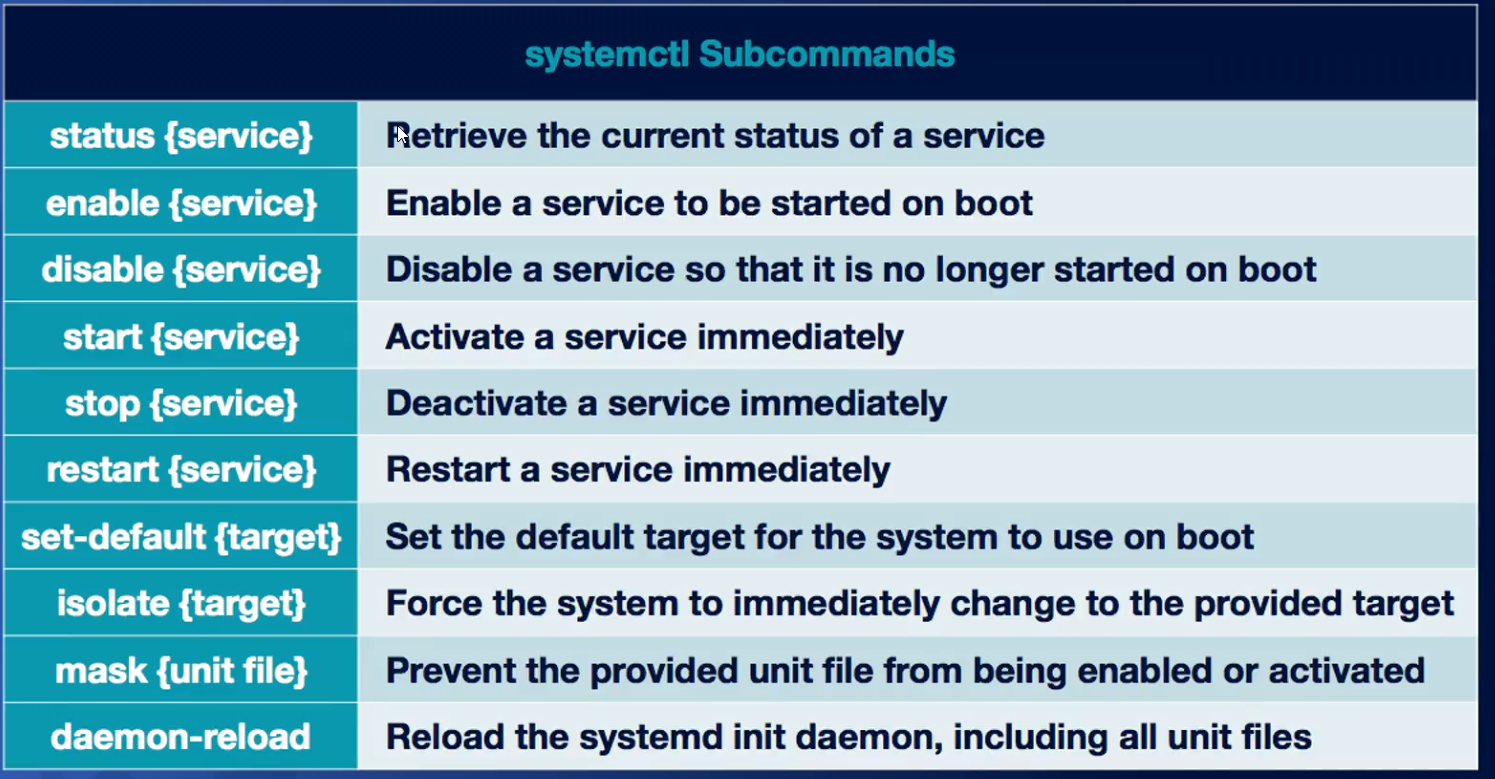 systemctl Subcommands
status {service} Retrieve the current status of a service
enable {service} Enable a service to be started on boot
disable {service} Disable a service so that it is no longer started on boot
start {service} Activate a service immediately
stop {service} Deactivate a service immediately
restart {service} Restart a service immediately
set-default {target} Set the default target for the system to use on boot
isolate {target} Force the system to immediately change to the provided target
mask {unit file} Prevent the provided unit file from being enabled or activated
daemon-reload Reload the systemd init daemon, including all unit files